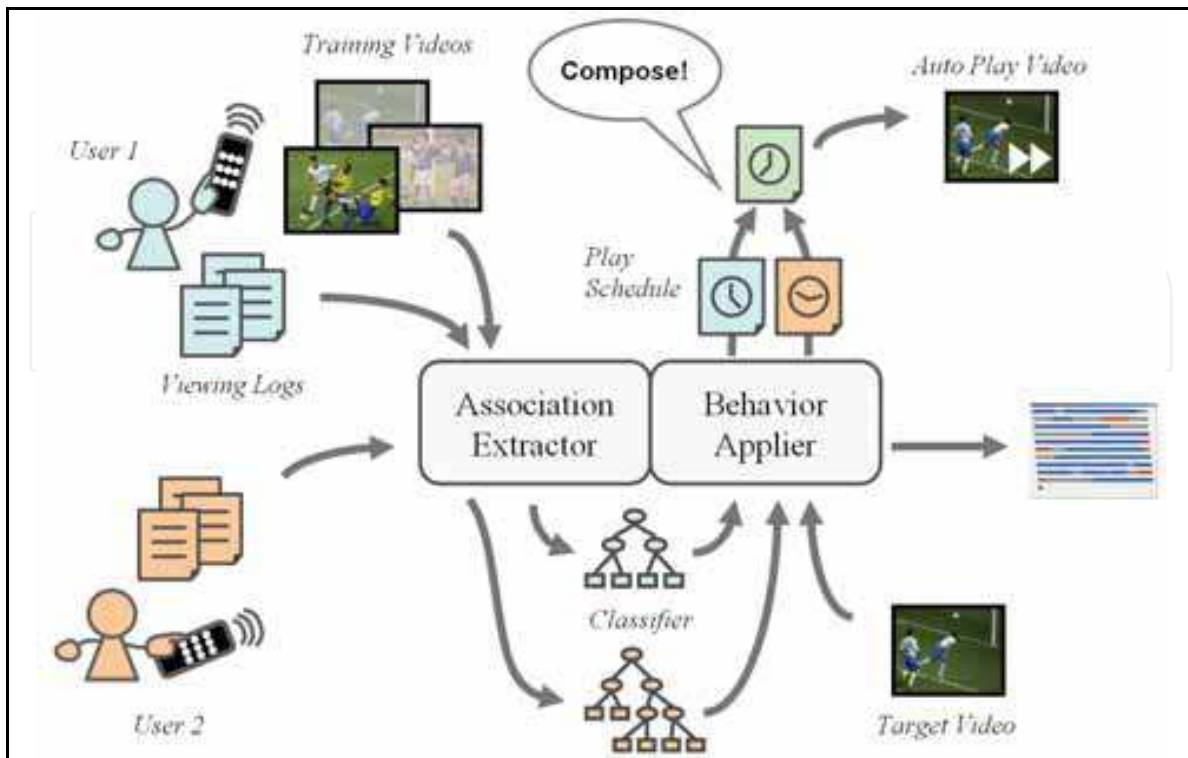 Training Videos
Compose!
Auto Play Video
User 1
Play
Schedule
Viewing Logs
Association
Extractor
Behavior
Applier
Classifier
User 2
Target Video